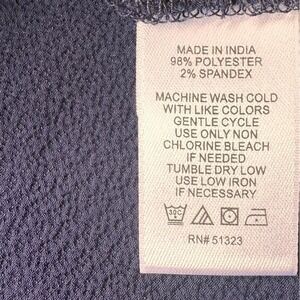 MADE IN INDIA
98% POLYESTER
2% SPANDEX
MACHINE WASH COLD
WITH LIKE COLORS
GENTLE CYCLE
USE ONLY NON
CHLORINE BLEACH
IF NEEDED
TUMBLE DRY LOW
USE LOW IRON
IF NECESSARY
30C
RN# 51323